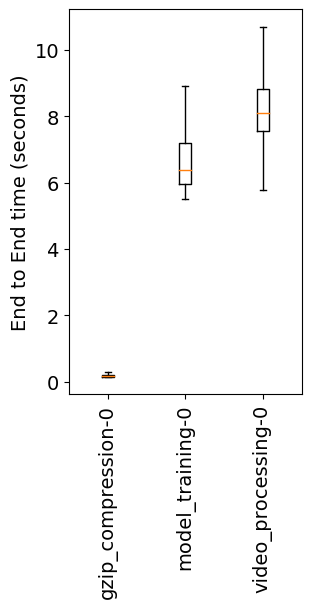 End to End time (seconds)
10
8
6
4
2
0
gzip_compression-0
model_training-0
video_processing-0